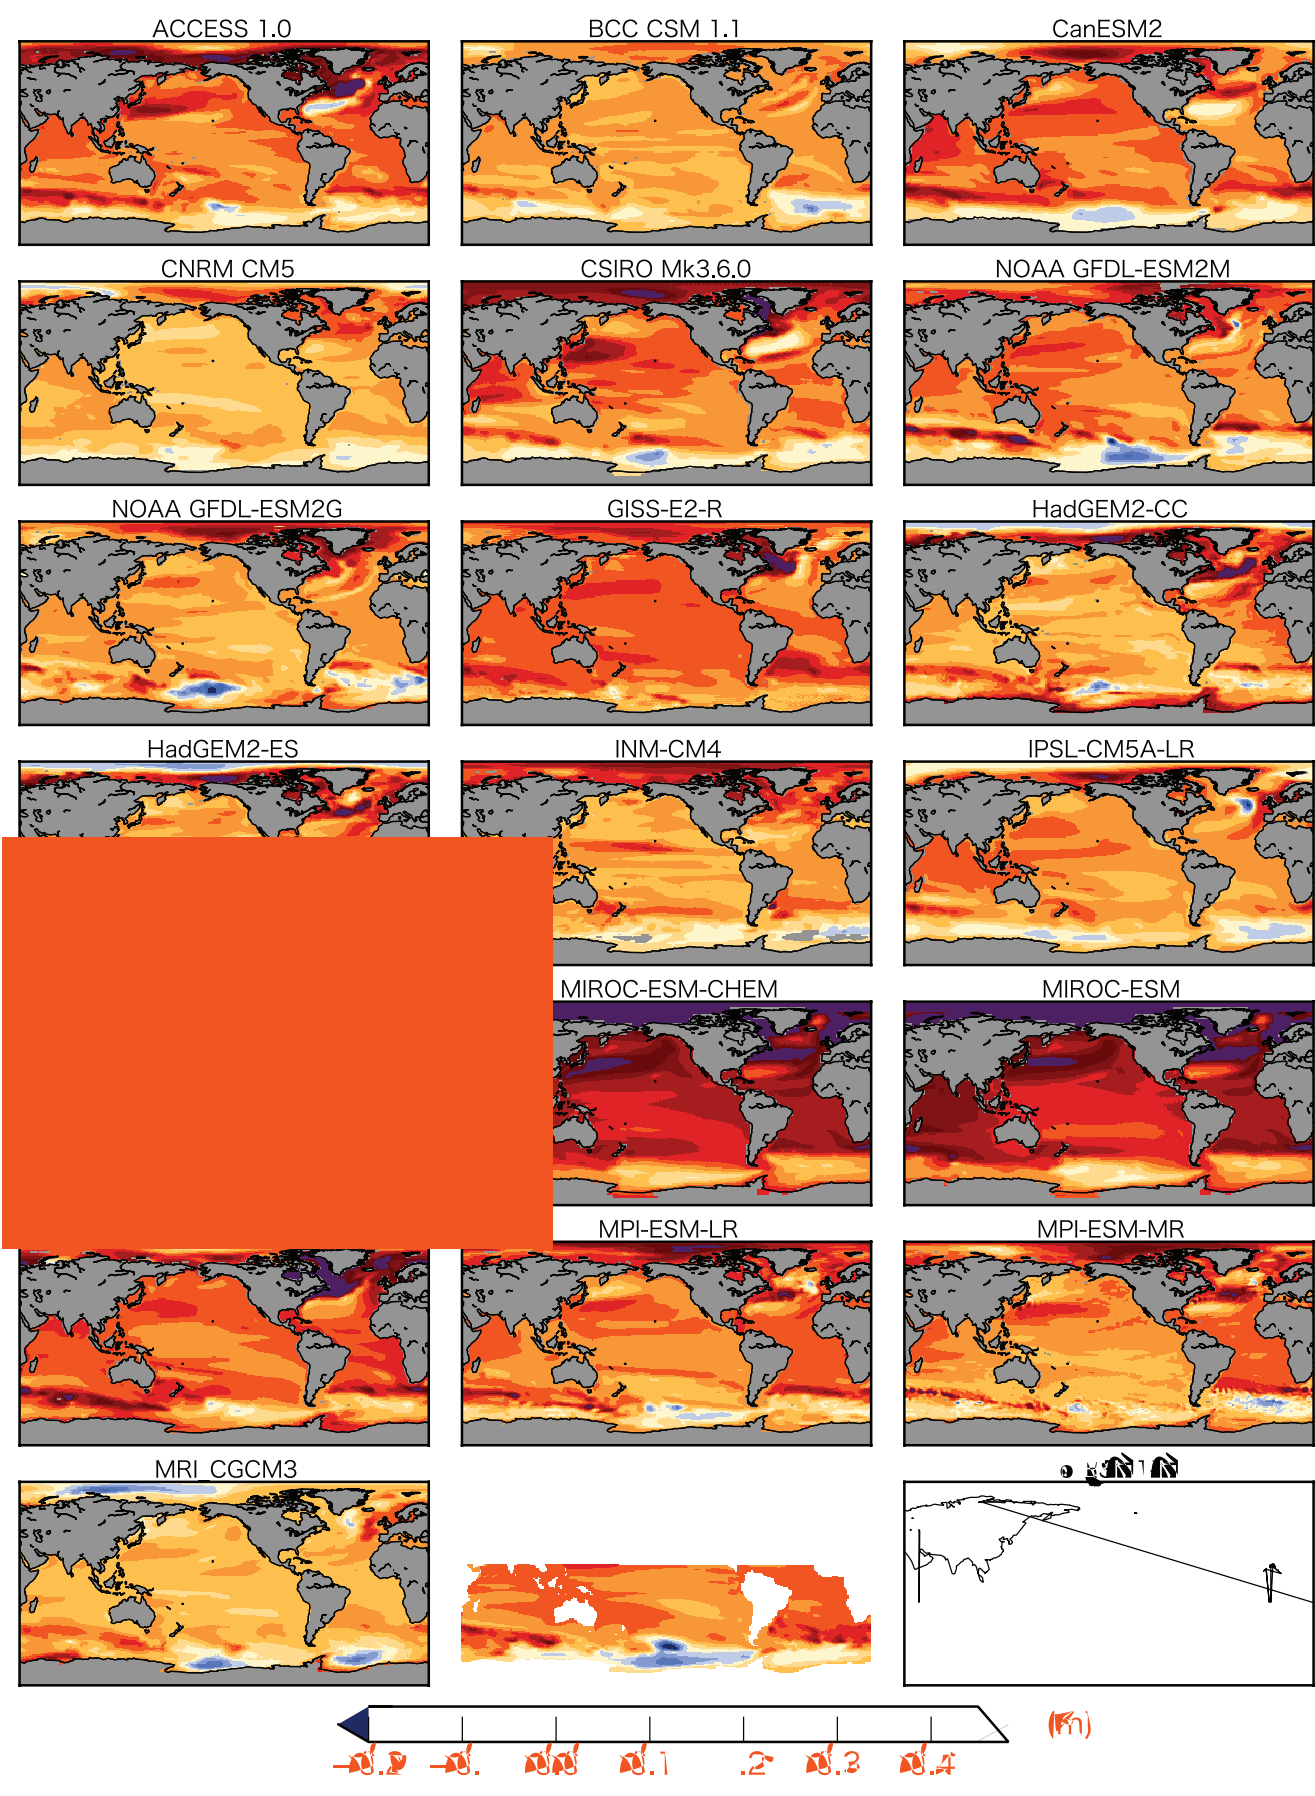 ACCESS 1.0
BCC CSM 1.1
CanESM2
CNRM CM5
CSIRO Mk3.6.0
NOAA GFDL-ESM2M
NOAA GFDL-ESM2G
GISS-E2-R
HadGEM2-CC
HadGEM2-ES
INM-CM4
IPSL-CM5A-LR
MIROC-ESM-CHEM
MIROC-ESM
MPI-ESM-LR
MPI-ESM-MR
MRI_CGCM3